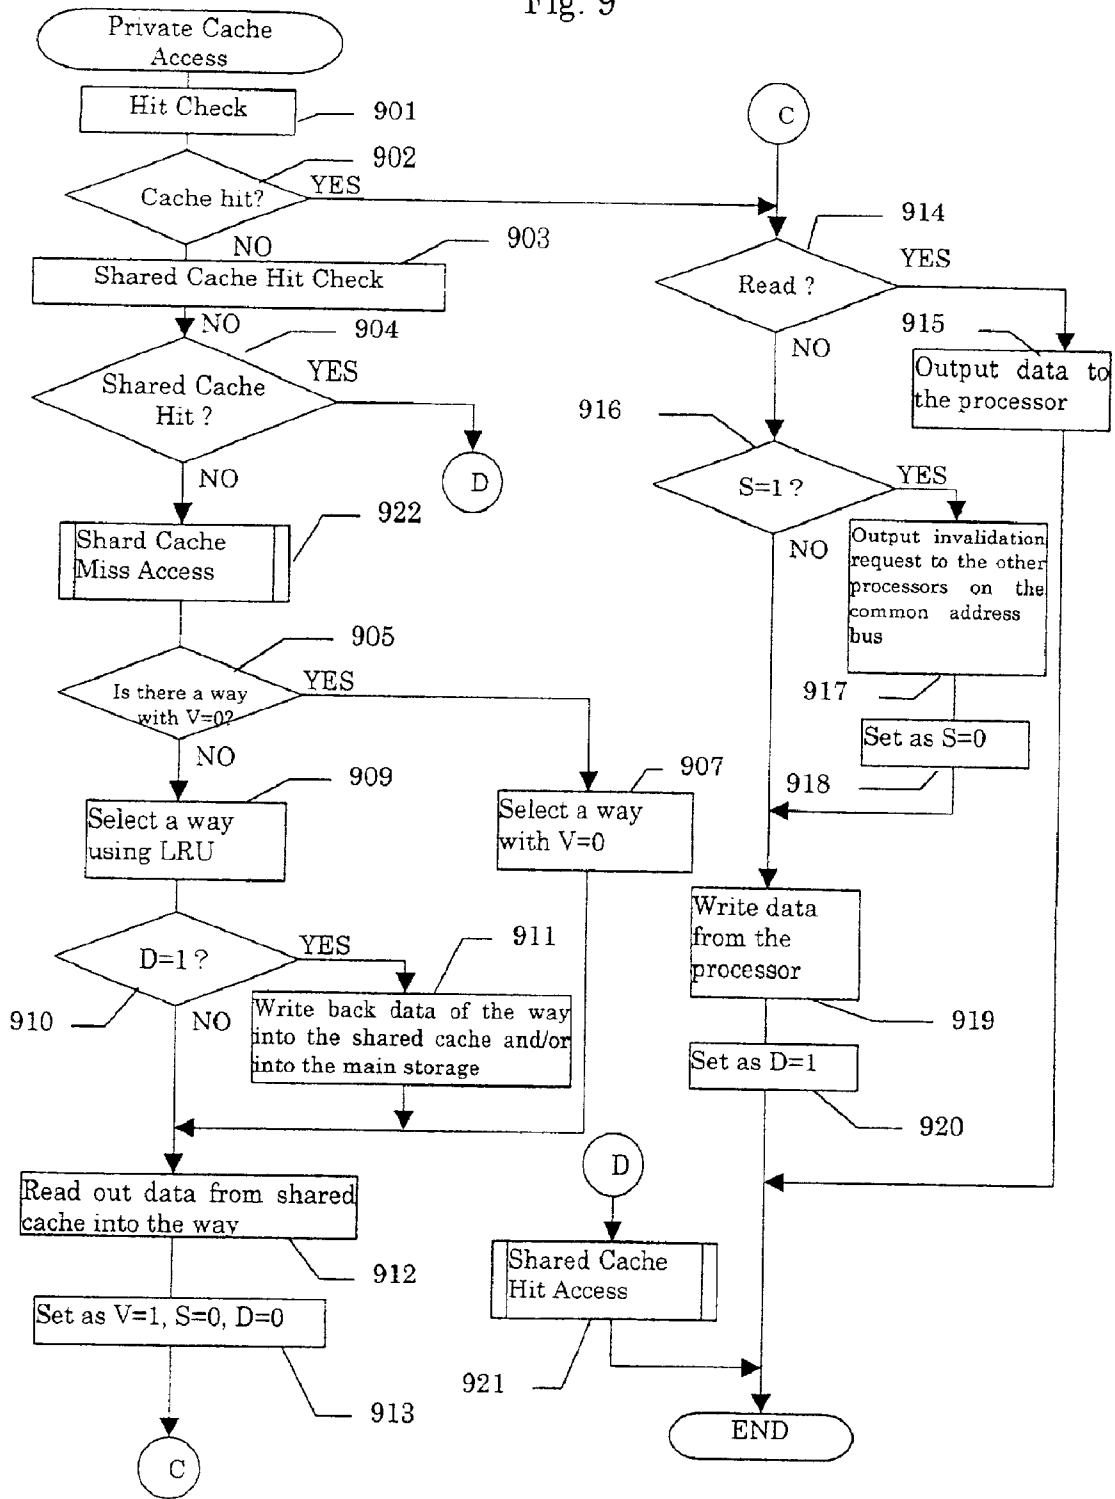 Fig. 9
Private Cache
Access
Hit Check
901
902
Cache hit?
YES
NO
903
Shared Cache Hit Check
NO
904
Shared Cache
Hit ?
YES
D
NO
922
Shard Cache
Miss Access
905
Is there a way
with V=0?
YES
NO
909
Select a way
using LRU
907
Select a way
with V=0
D=1 ?
YES
911
910
NO
Write back data of the way
into the shared cache and/or
into the main storage
Read out data from shared
cache into the way
912
Set as V=1, S=0, D=0
913
C
C
914
Read ?
YES
NO
915
Output data to
the processor
916
S=1 ?
YES
NO
Output invalidation
request to the other
processors on the
common address
bus
917
Set as S=0
918
Write data
from the
processor
919
Set as D=1
920
D
Shared Cache
Hit Access
921
END